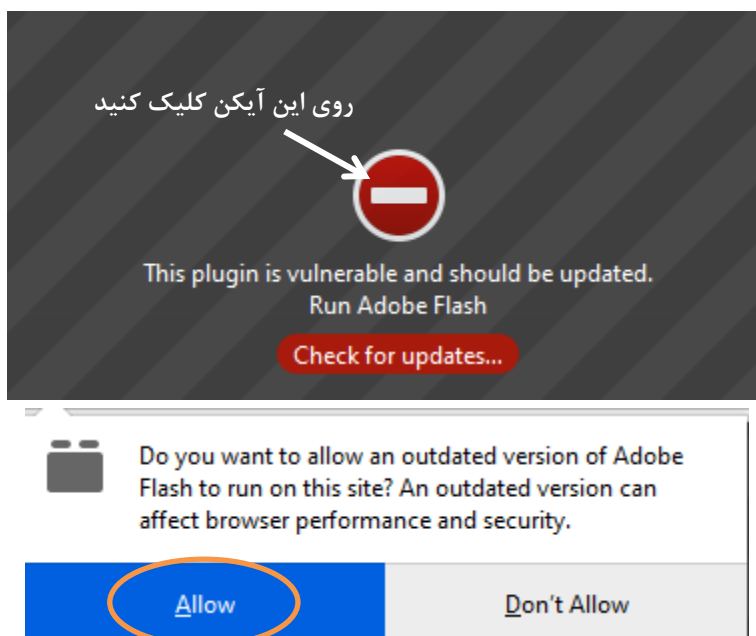 روی این آیکن کلیک کنید
This plugin is vulnerable and should be updated.
Run Adobe Flash
Check for updates...
Do you want to allow an outdated version of Adobe
Flash to run on this site? An outdated version can
affect browser performance and security.
Allow
Don't Allow